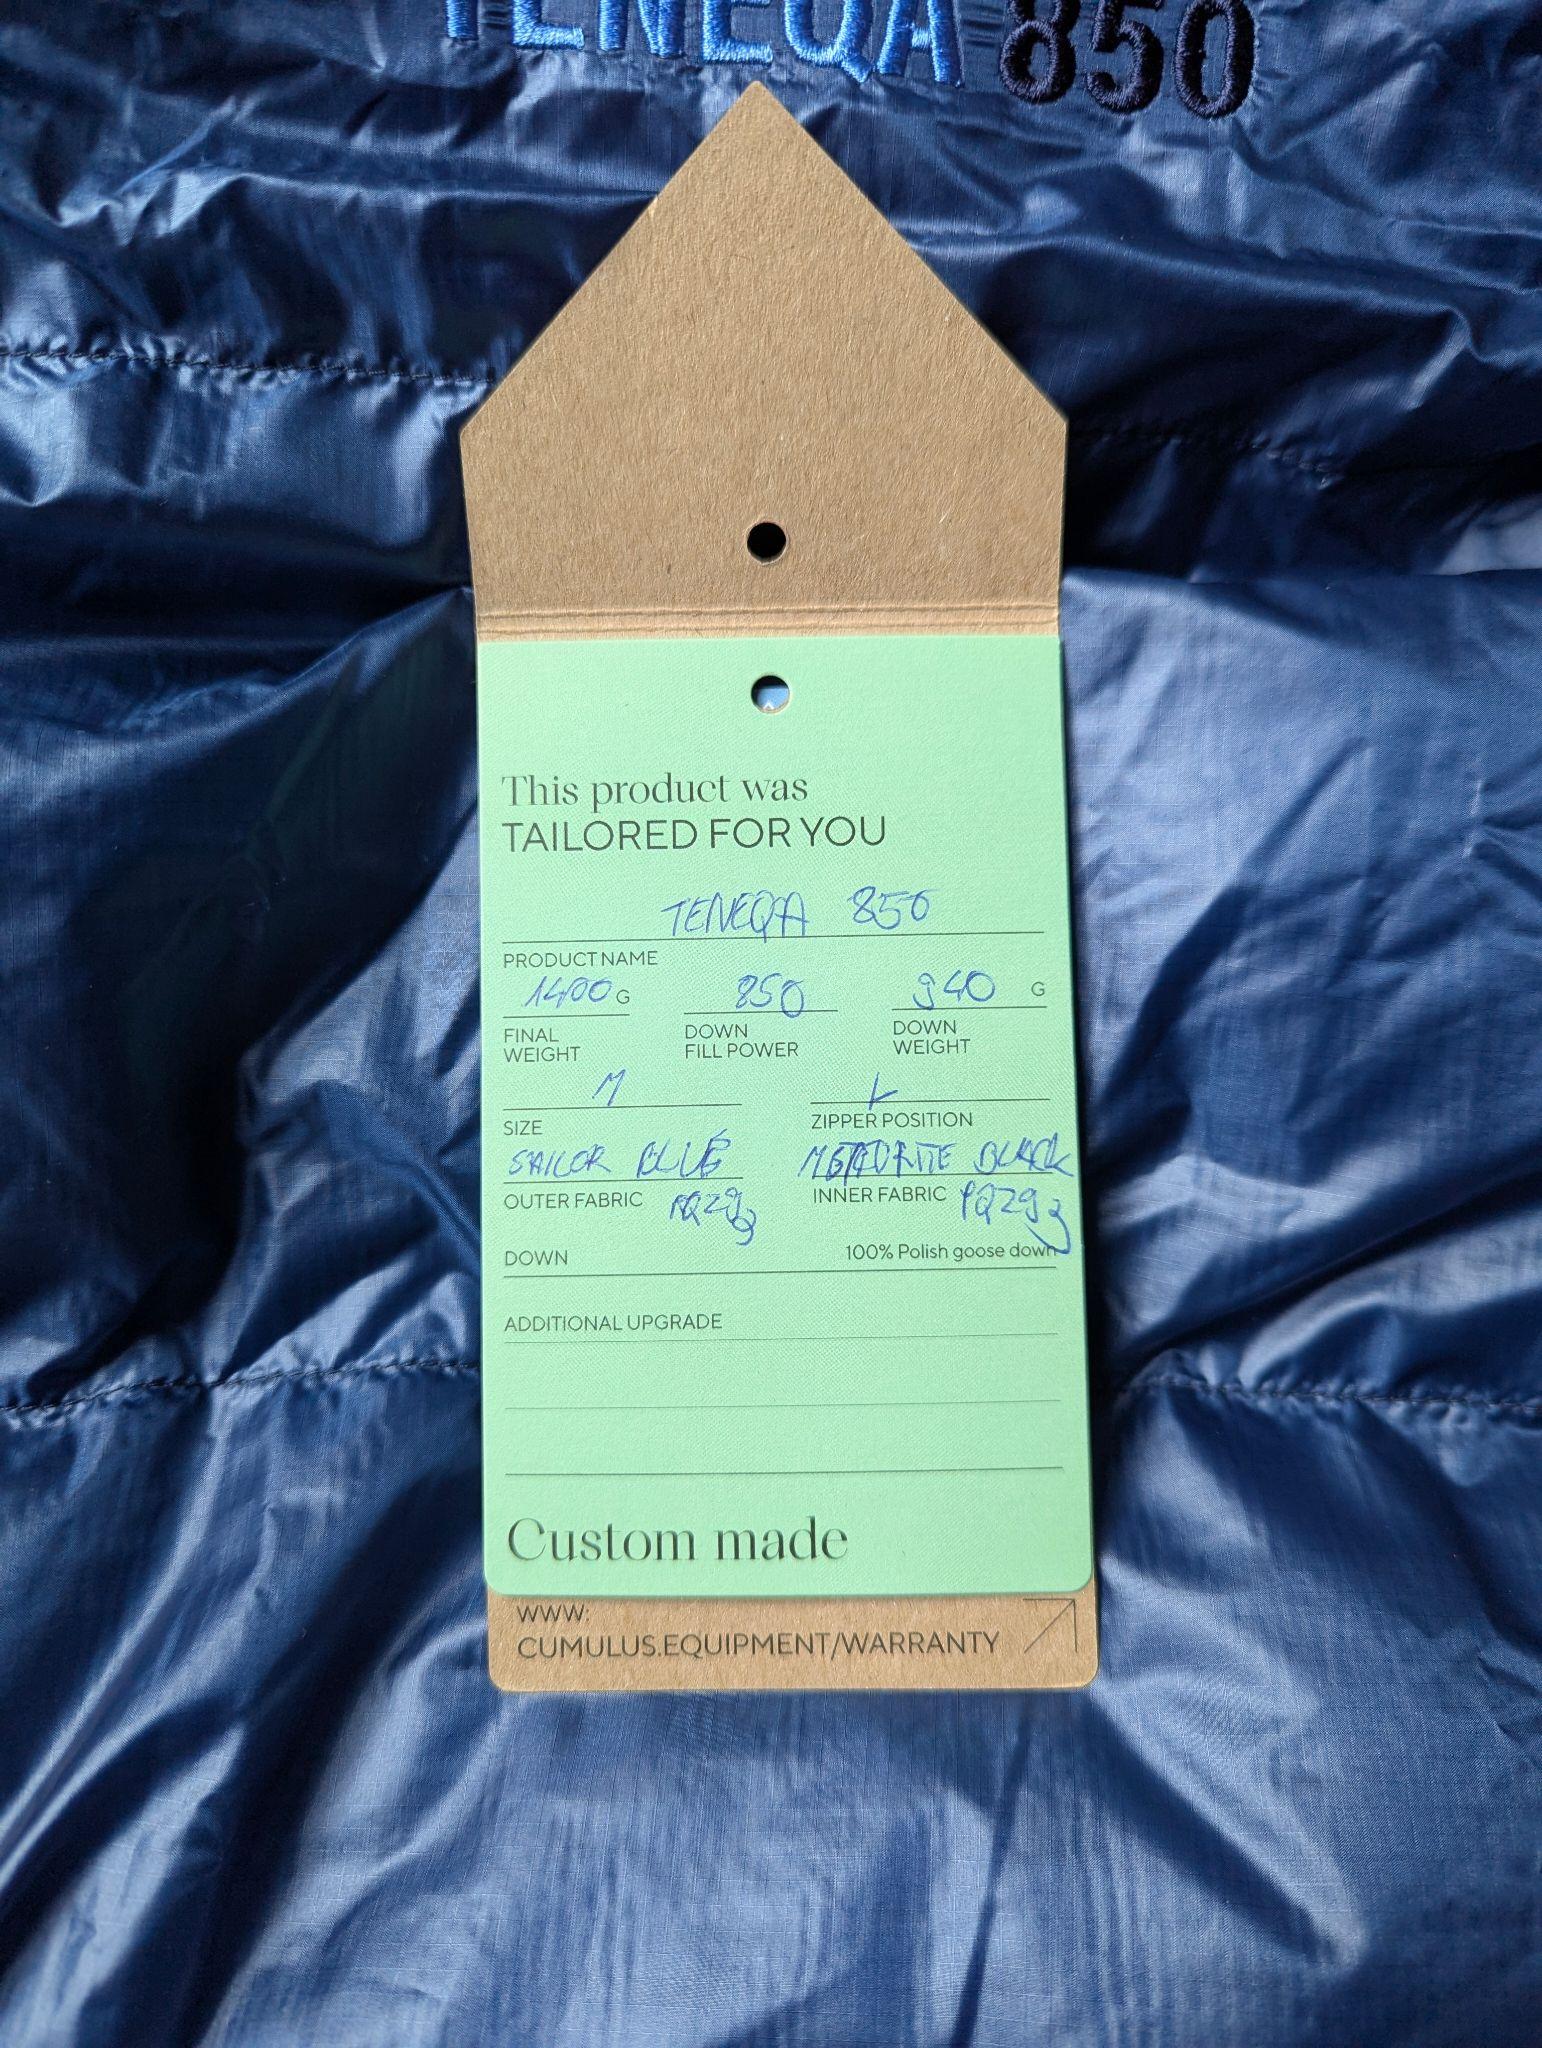 TENEQA 850
This product was
TAILORED FOR YOU
TENEQA 850
PRODUCT NAME
1400 G 850 940 G
FINAL WEIGHT DOWN FILL POWER DOWN WEIGHT
M L
SIZE ZIPPER POSITION
SAILOR BLUE METEORITE BLACK
OUTER FABRIC PQ29g INNER FABRIC PQ29g
DOWN 100% Polish goose down
ADDITIONAL UPGRADE
Custom made
WWW:
CUMULUS.EQUIPMENT/WARRANTY